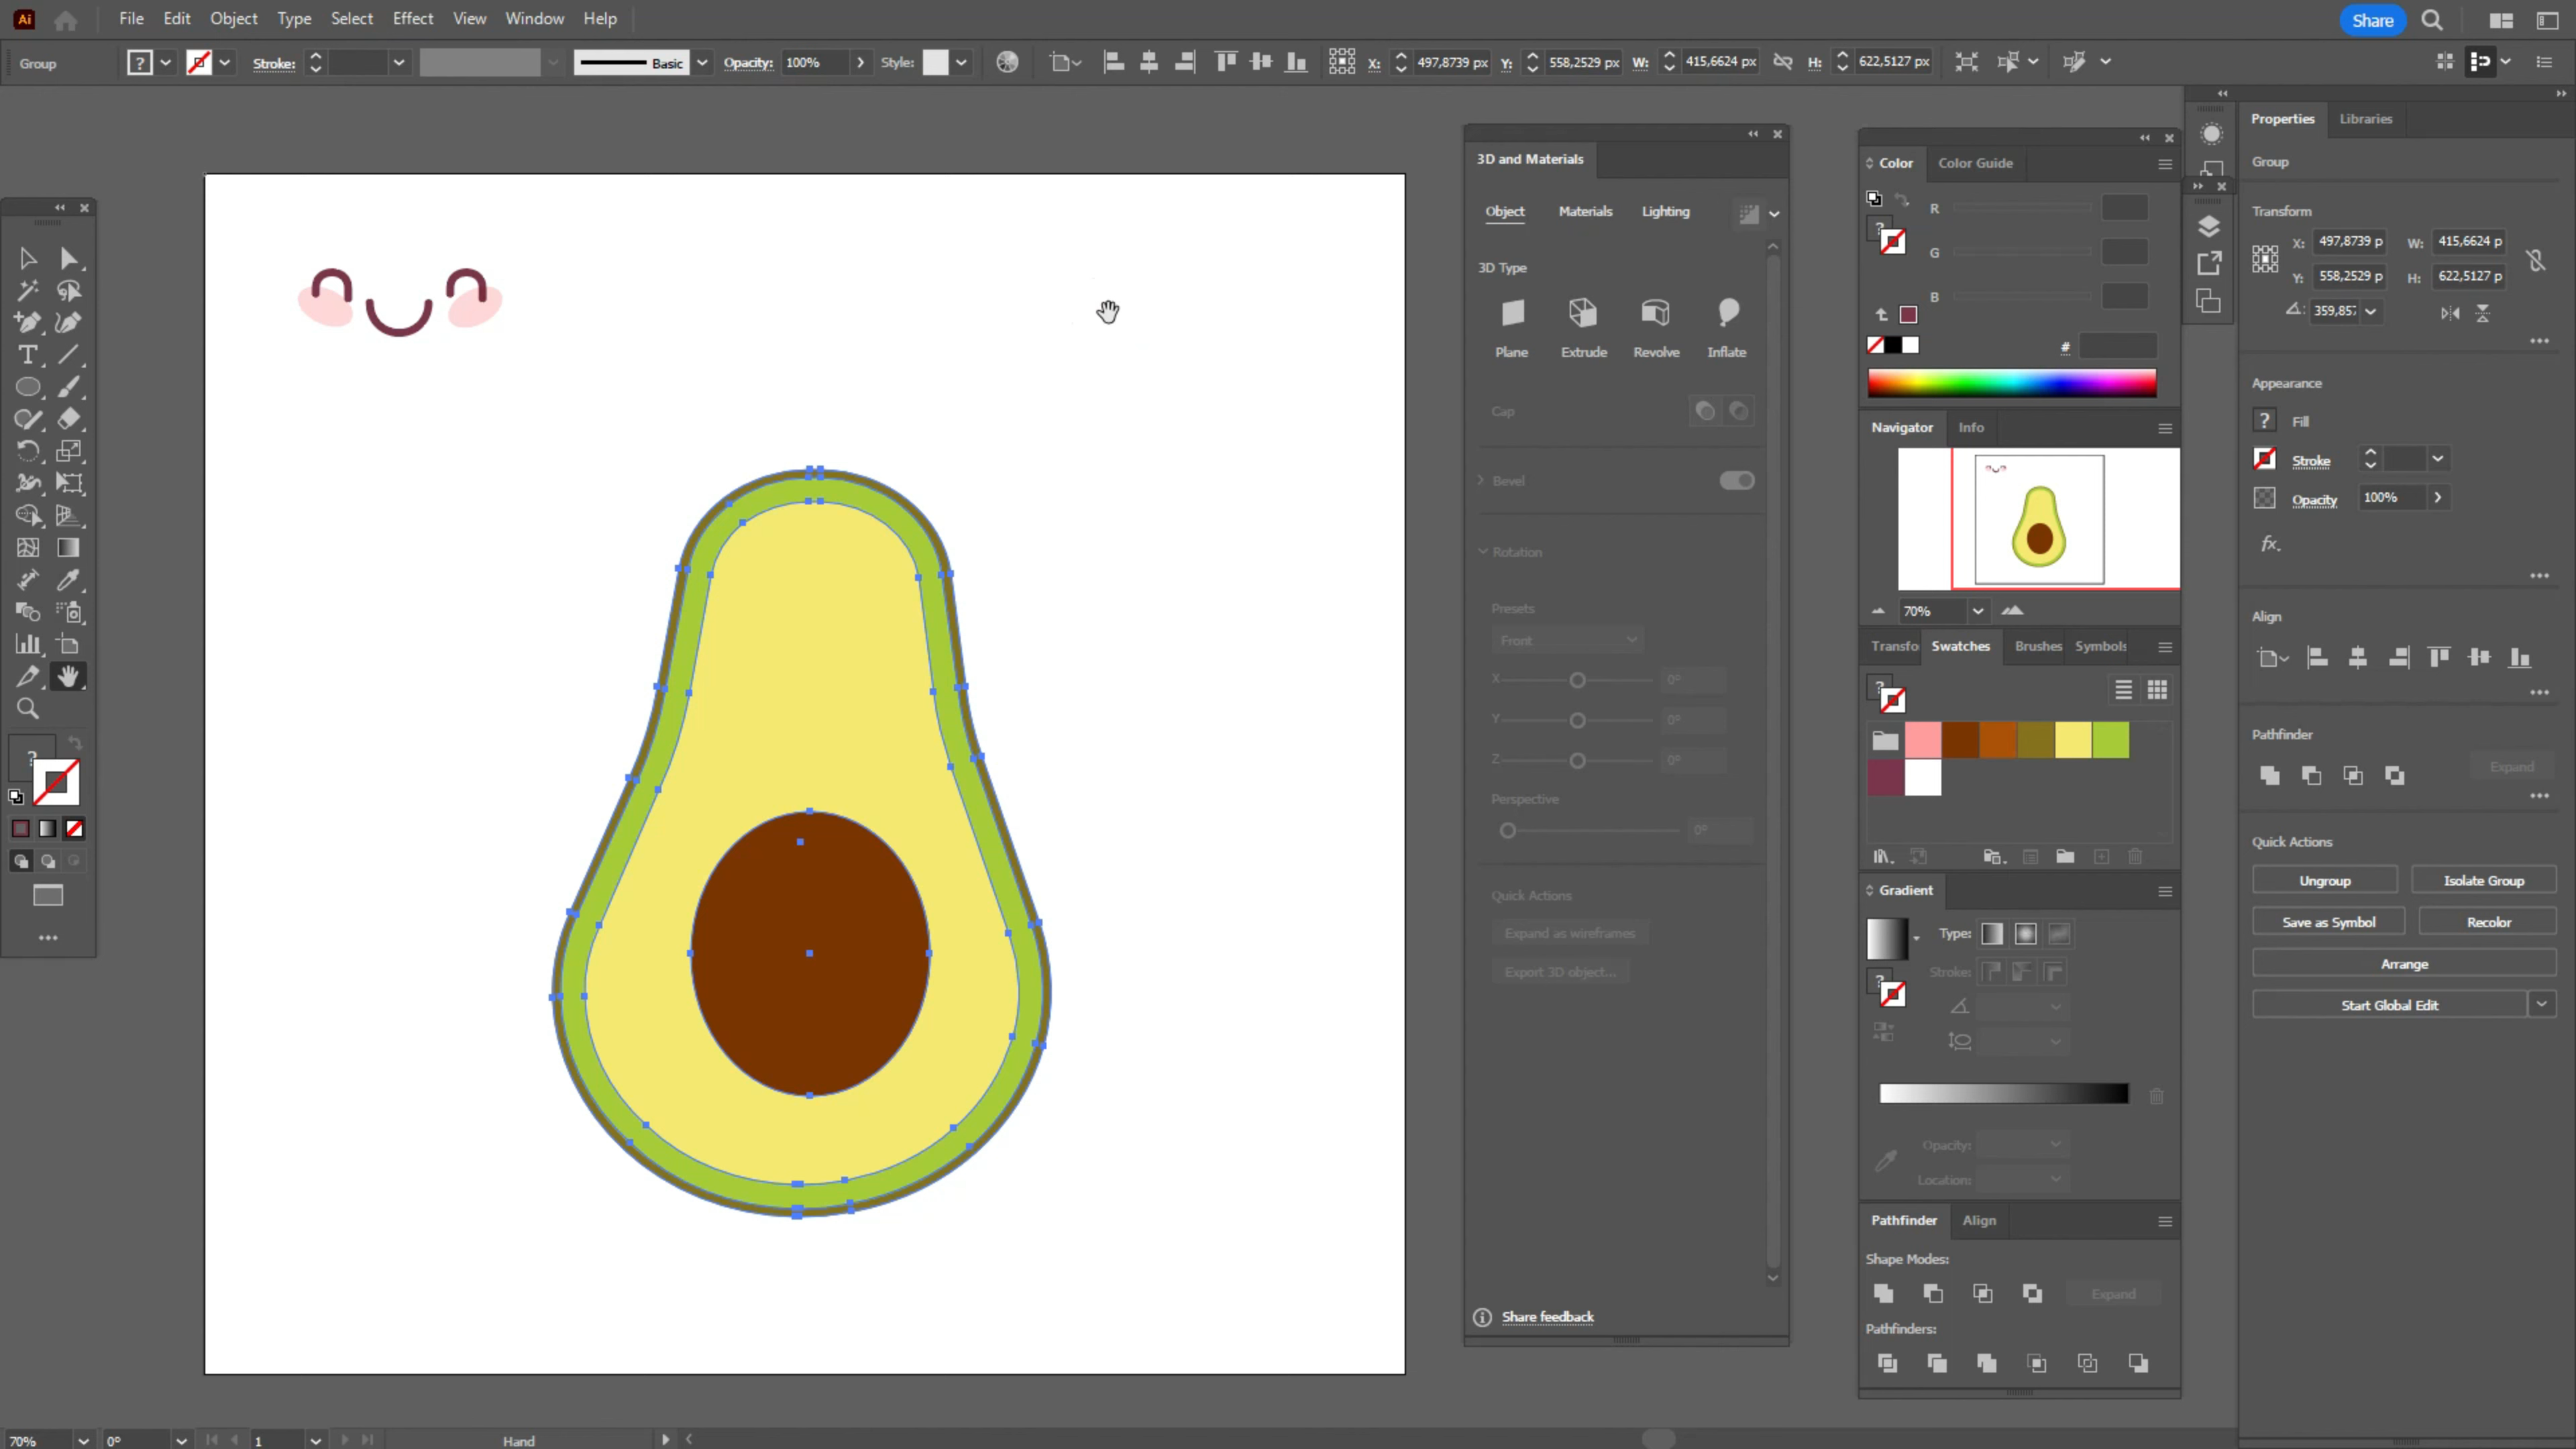 Ai File Edit Object Type Select Effect View Window Help Share
Group ? Stroke: Basic Opacity: 100% Style: X: 497,8739 px Y: 558,2529 px W: 415,6624 px H: 622,5127 px
3D and Materials
Object Materials Lighting
3D Type
Plane Extrude Revolve Inflate
Cap
Bevel
Rotation
Presets
Front
X 0°
Y 0°
Z 0°
Perspective
0°
Quick Actions
Expand as wireframes
Export 3D object...
Share feedback
Color Color Guide
R
G
B
#
Navigator Info
70%
Transfo Swatches Brushes Symbols
Gradient
Type:
Stroke:
Opacity:
Location:
Pathfinder Align
Shape Modes:
Expand
Pathfinders:
Properties Libraries
Group
Transform
X: 497,8739 p W: 415,6624 p
Y: 558,2529 p H: 622,5127 p
359,857
Appearance
? Fill
Stroke
Opacity 100%
fx.
Align
Pathfinder
Expand
Quick Actions
Ungroup Isolate Group
Save as Symbol Recolor
Arrange
Start Global Edit
70% 0° 1 Hand